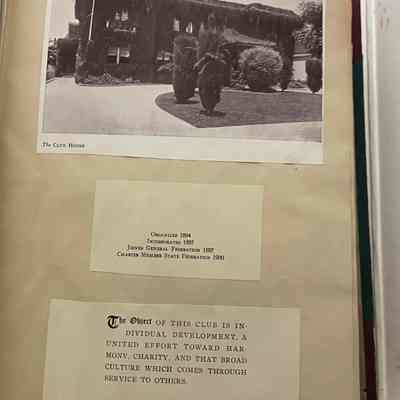 The Club House
Organized 1894
Incorporated 1897
Joined General Federation 1897
Charter Member State Federation 1900
The Object OF THIS CLUB IS IN-
DIVIDUAL DEVELOPMENT, A
UNITED EFFORT TOWARD HAR-
MONY, CHARITY, AND THAT BROAD
CULTURE WHICH COMES THROUGH
SERVICE TO OTHERS.